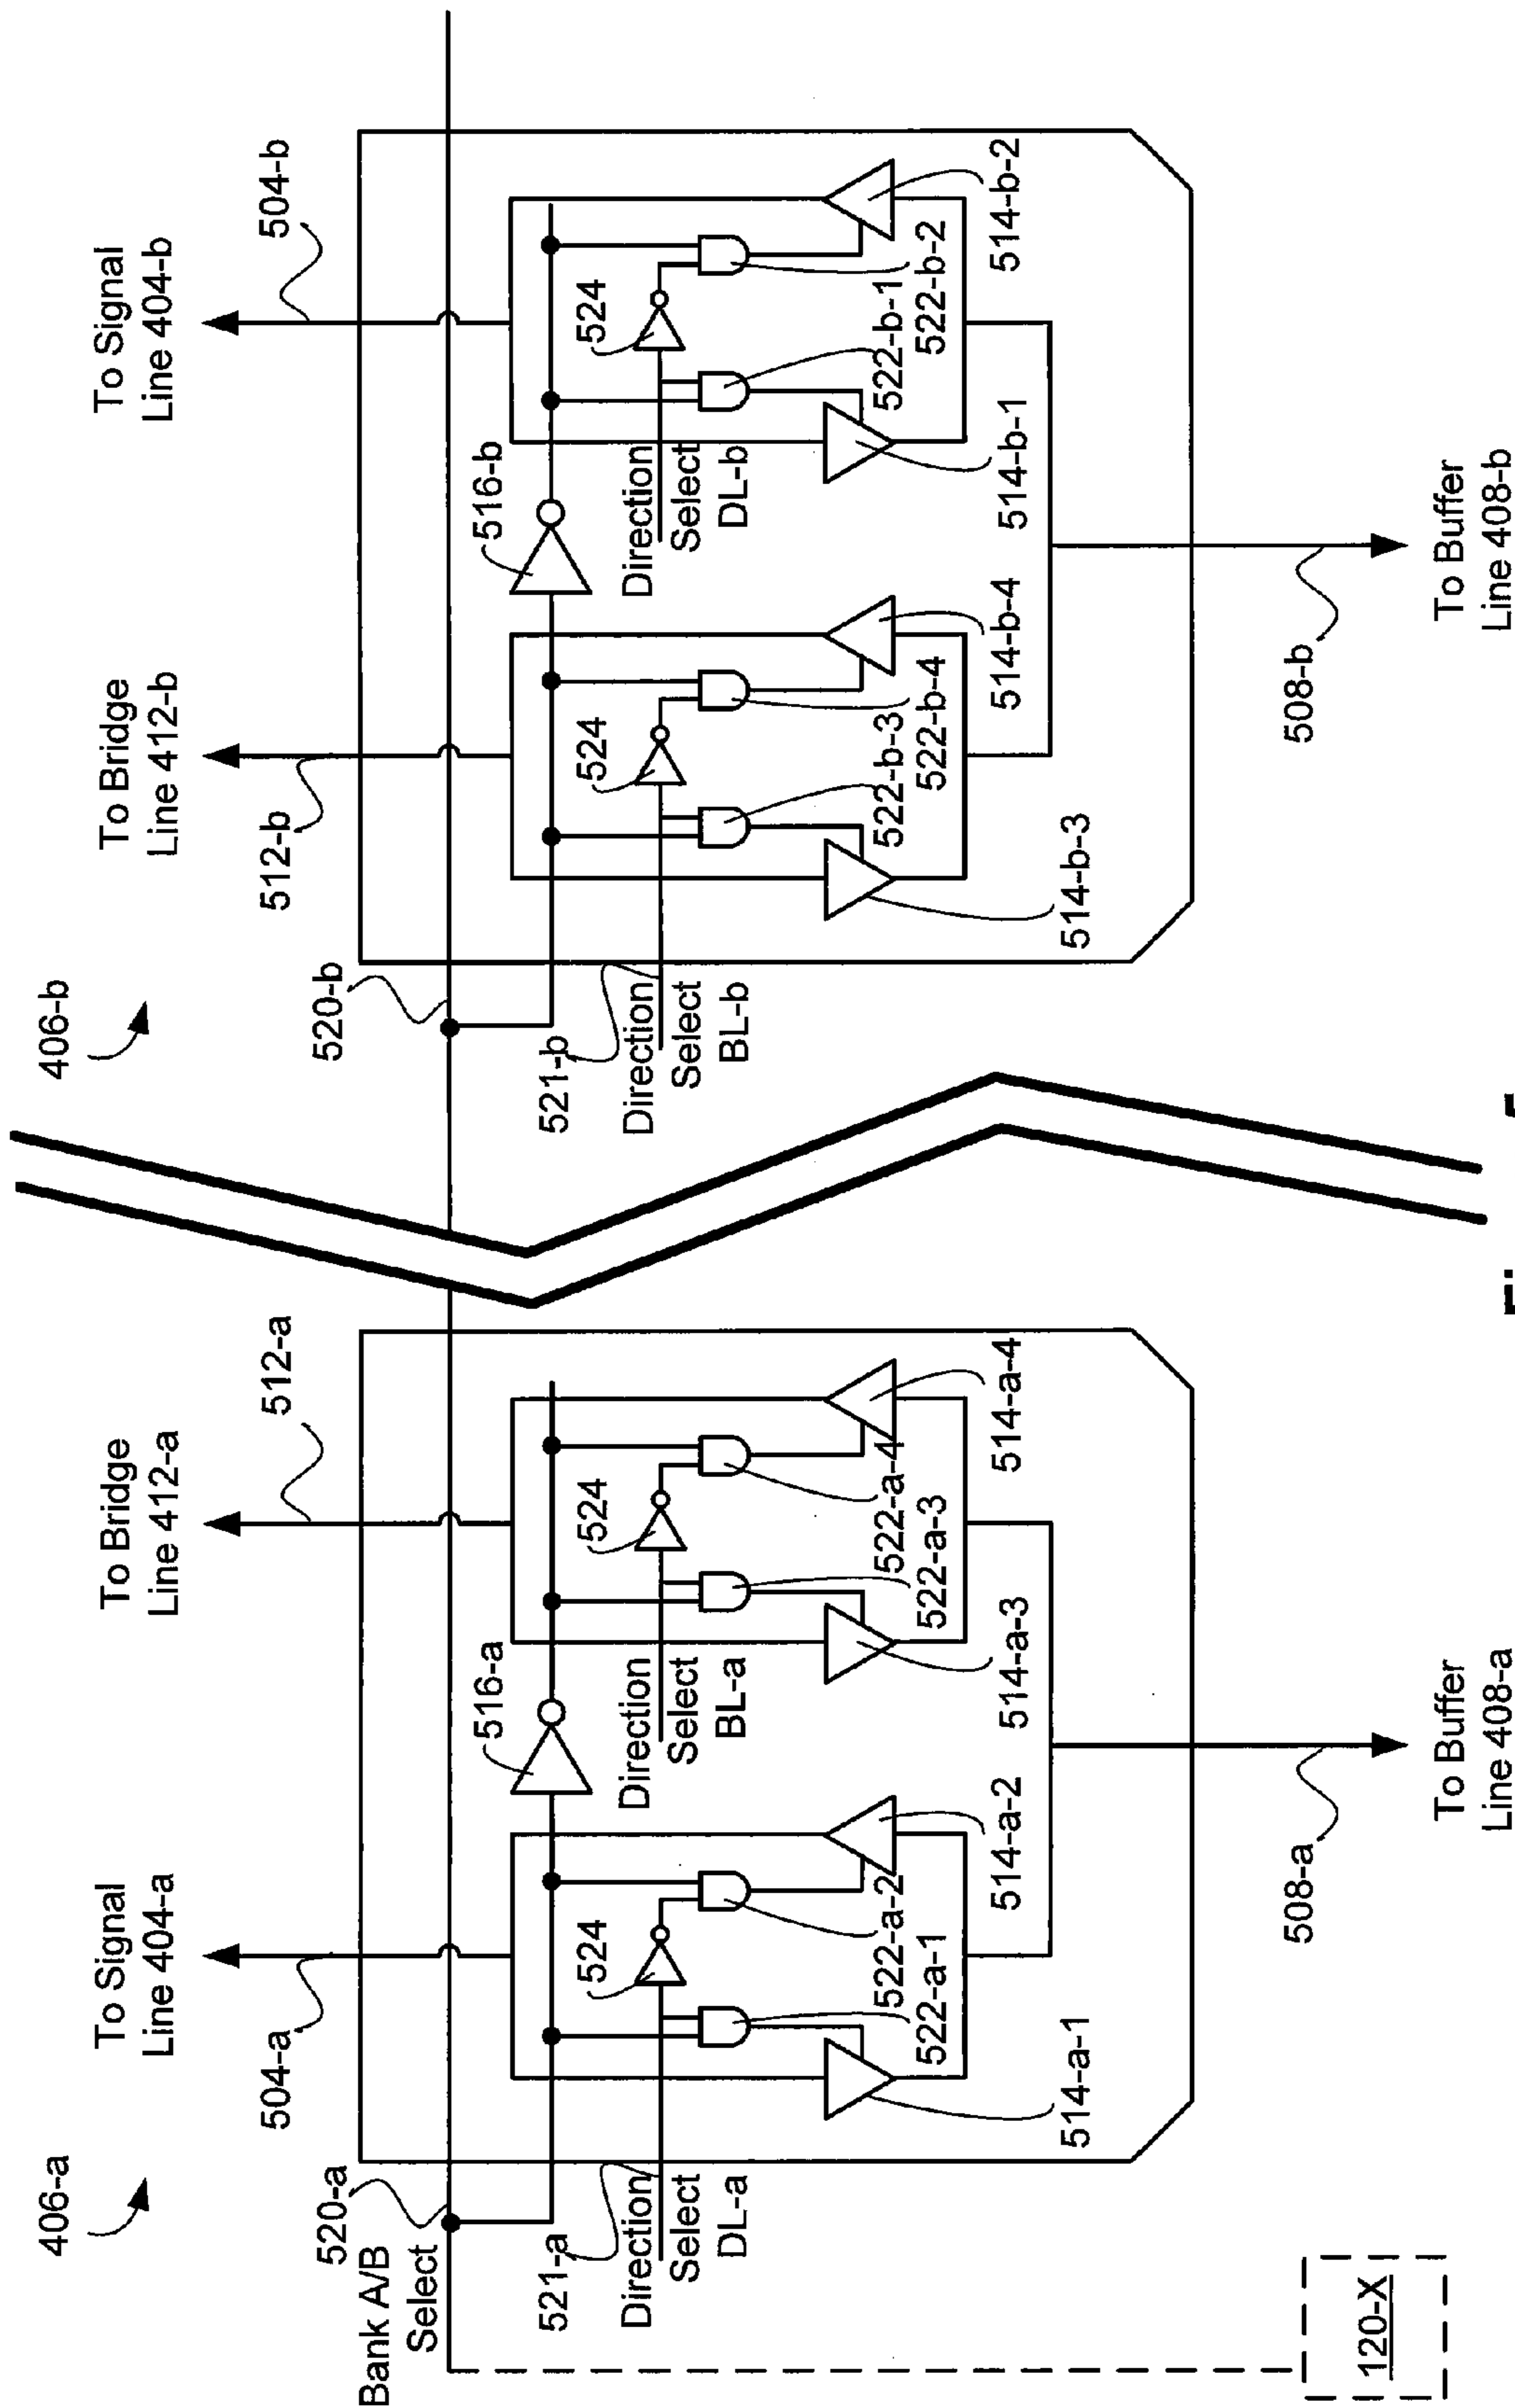 406-a
To Signal
Line 404-a
504-a
To Bridge
Line 412-a
512-a
Bank A/B
Select
520-a
516-a
521-a
Direction
Select
DL-a
524
Direction
Select
BL-a
524
522-a-2
522-a-1
522-a-4
522-a-3
514-a-1
514-a-2
514-a-3
514-a-4
508-a
To Buffer
Line 408-a
120-X
406-b
To Bridge
Line 412-b
512-b
To Signal
Line 404-b
504-b
520-b
516-b
521-b
Direction
Select
BL-b
524
Direction
Select
DL-b
524
522-b-3
522-b-4
522-b-1
522-b-2
514-b-3
514-b-4
514-b-1
514-b-2
508-b
To Buffer
Line 408-b